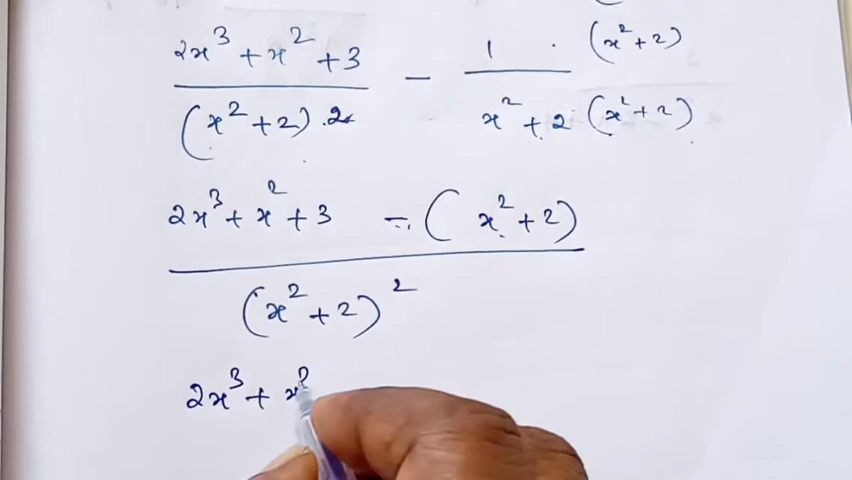 2x³ + x² + 3 − 1 . (x² + 2)
(x² + 2) . 2 x² + 2 (x² + 2)
2x³ + x² + 3 − (x² + 2)
(x² + 2)²
2x³ + x²